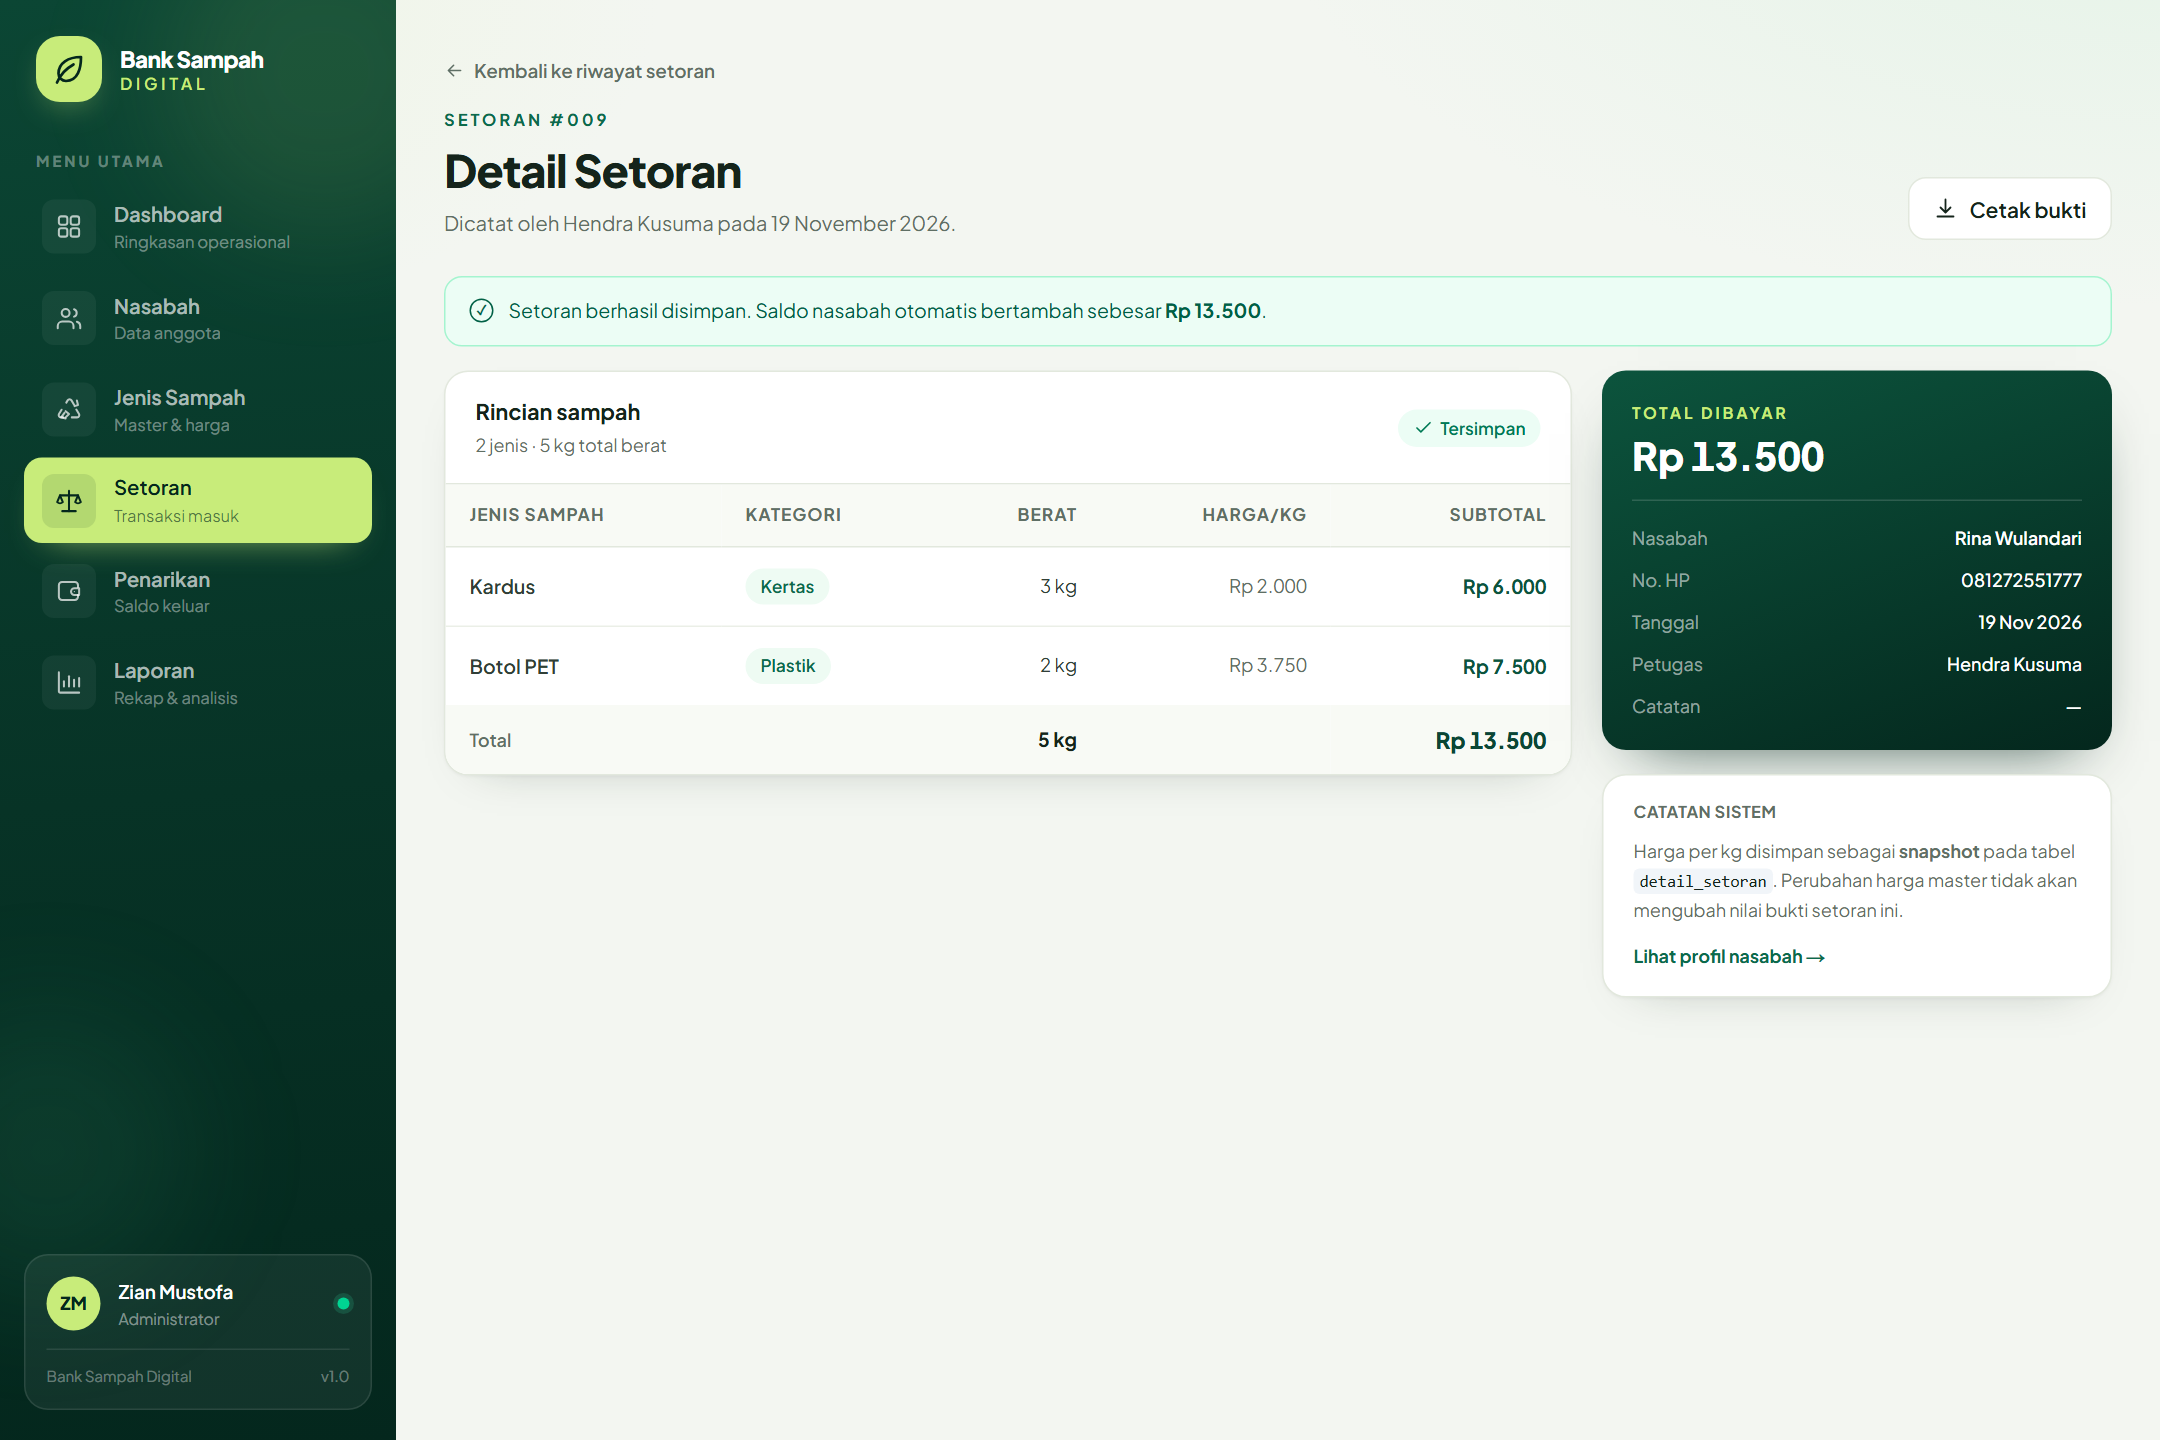 Bank Sampah
DIGITAL
MENU UTAMA
Dashboard
Ringkasan operasional
Nasabah
Data anggota
Jenis Sampah
Master & harga
Setoran
Transaksi masuk
Penarikan
Saldo keluar
Laporan
Rekap & analisis
ZM
Zian Mustofa
Administrator
Bank Sampah Digital v1.0
← Kembali ke riwayat setoran
SETORAN #009
Detail Setoran
Dicatat oleh Hendra Kusuma pada 19 November 2026.
Cetak bukti
Setoran berhasil disimpan. Saldo nasabah otomatis bertambah sebesar Rp 13.500.
Rincian sampah
2 jenis · 5 kg total berat
Tersimpan
JENIS SAMPAH KATEGORI BERAT HARGA/KG SUBTOTAL
Kardus Kertas 3 kg Rp 2.000 Rp 6.000
Botol PET Plastik 2 kg Rp 3.750 Rp 7.500
Total 5 kg Rp 13.500
TOTAL DIBAYAR
Rp 13.500
Nasabah Rina Wulandari
No. HP 081272551777
Tanggal 19 Nov 2026
Petugas Hendra Kusuma
Catatan —
CATATAN SISTEM
Harga per kg disimpan sebagai snapshot pada tabel
detail_setoran. Perubahan harga master tidak akan
mengubah nilai bukti setoran ini.
Lihat profil nasabah →